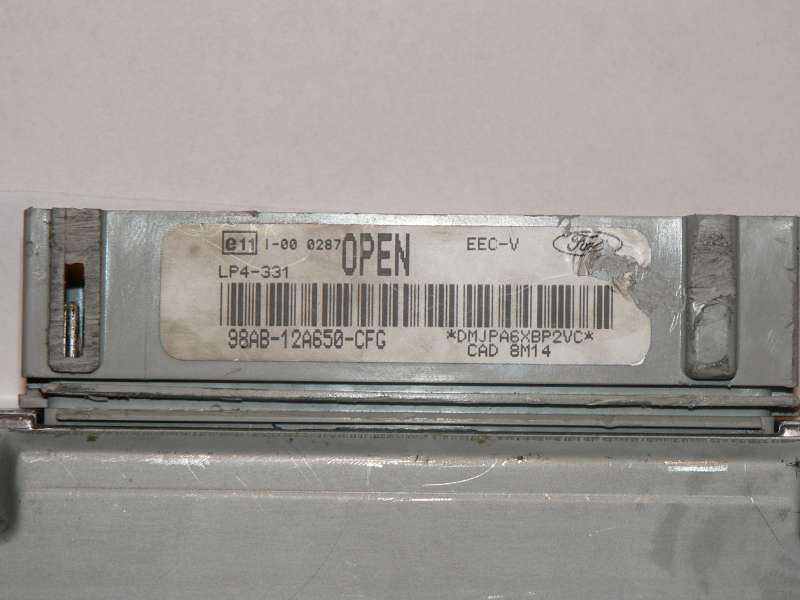 e11 I-00 0287 OPEN EEC-V Ford
LP4-331
98AB-12A650-CFG *DMJPA6XBP2VC*
CAD 8M14